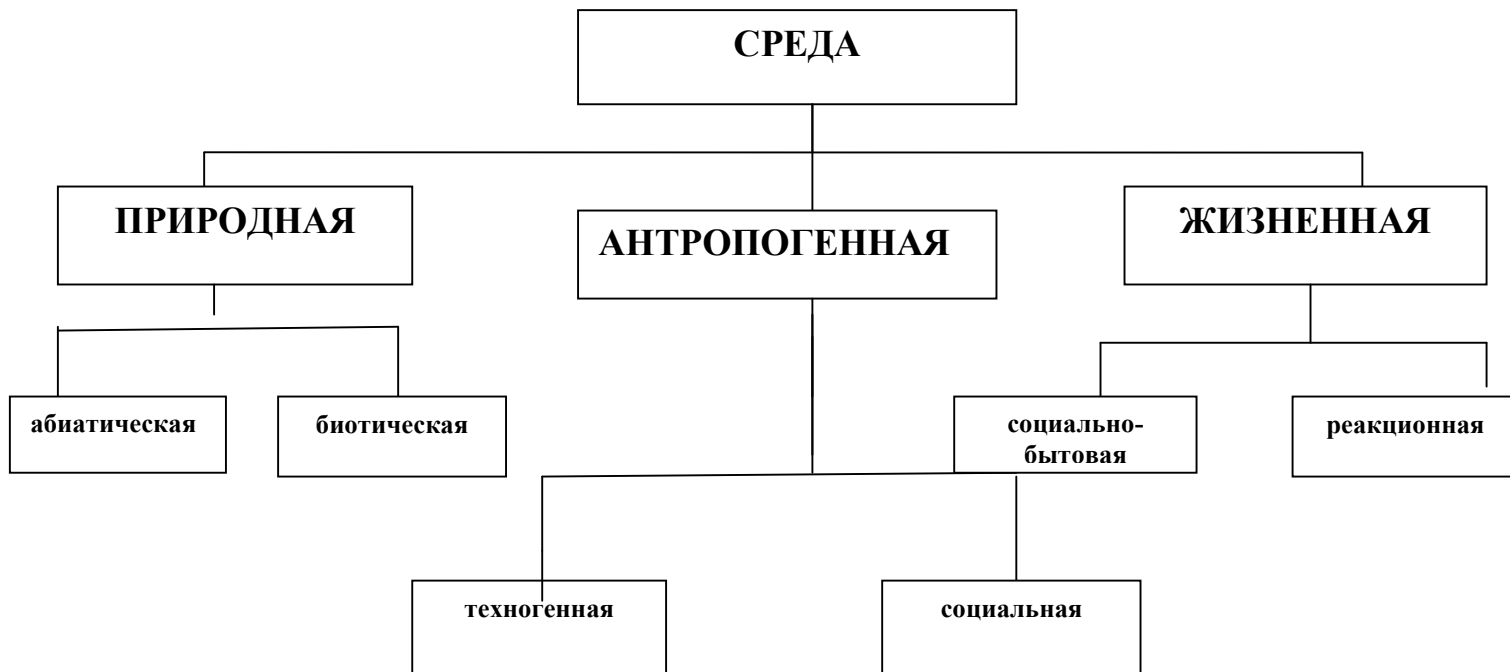 СРЕДА
ПРИРОДНАЯ
АНТРОПОГЕННАЯ
ЖИЗНЕННАЯ
абиатическая
биотическая
социально-
бытовая
реакционная
техногенная
социальная